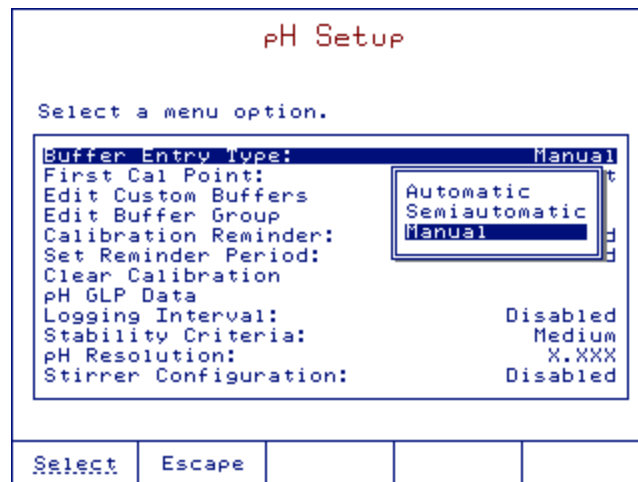 pH Setup
Select a menu option.
Buffer Entry Type: Manual
First Cal Point:
Automatic
Edit Custom Buffers
Semiautomatic
Edit Buffer Group
Manual
Calibration Reminder:
Set Reminder Period:
Clear Calibration
pH GLP Data
Logging Interval: Disabled
Stability Criteria: Medium
pH Resolution: X.XXX
Stirrer Configuration: Disabled
Select Escape